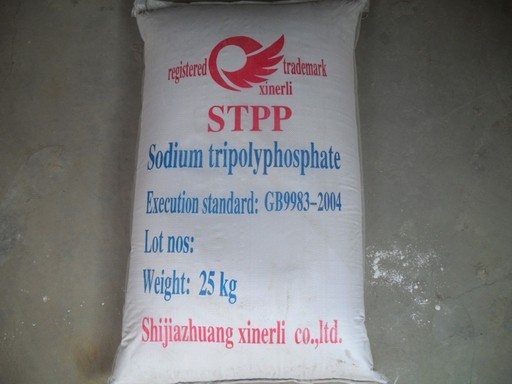 registered trademark
xinerli
STPP
Sodium tripolyphosphate
Execution standard: GB9983-2004
Lot nos:
Weight: 25 kg
Shijiazhuang xinerli co.,ltd.